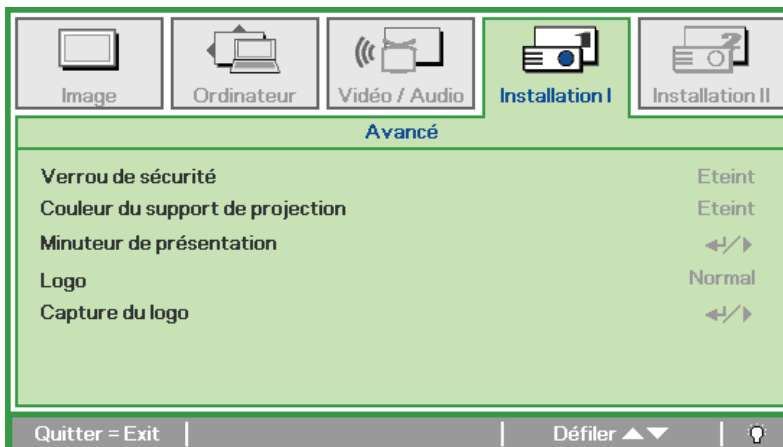 Image
Ordinateur
Vidéo / Audio
Installation I
Installation II
Avancé
Verrou de sécurité Eteint
Couleur du support de projection Eteint
Minuteur de présentation ↵/▶
Logo Normal
Capture du logo ↵/▶
Quitter = Exit Défiler ▲▼